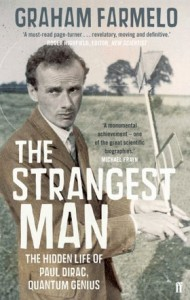 GRAHAM FARMELO
'A must-read page-turner . . . revelatory, moving and definitive.'
ROGER HIGHFIELD, EDITOR, NEW SCIENTIST
'A monumental
achievement – one
of the great scientific
biographies.'
MICHAEL FRAYN
THE
STRANGEST
MAN
THE HIDDEN LIFE OF
PAUL DIRAC,
QUANTUM GENIUS
ff